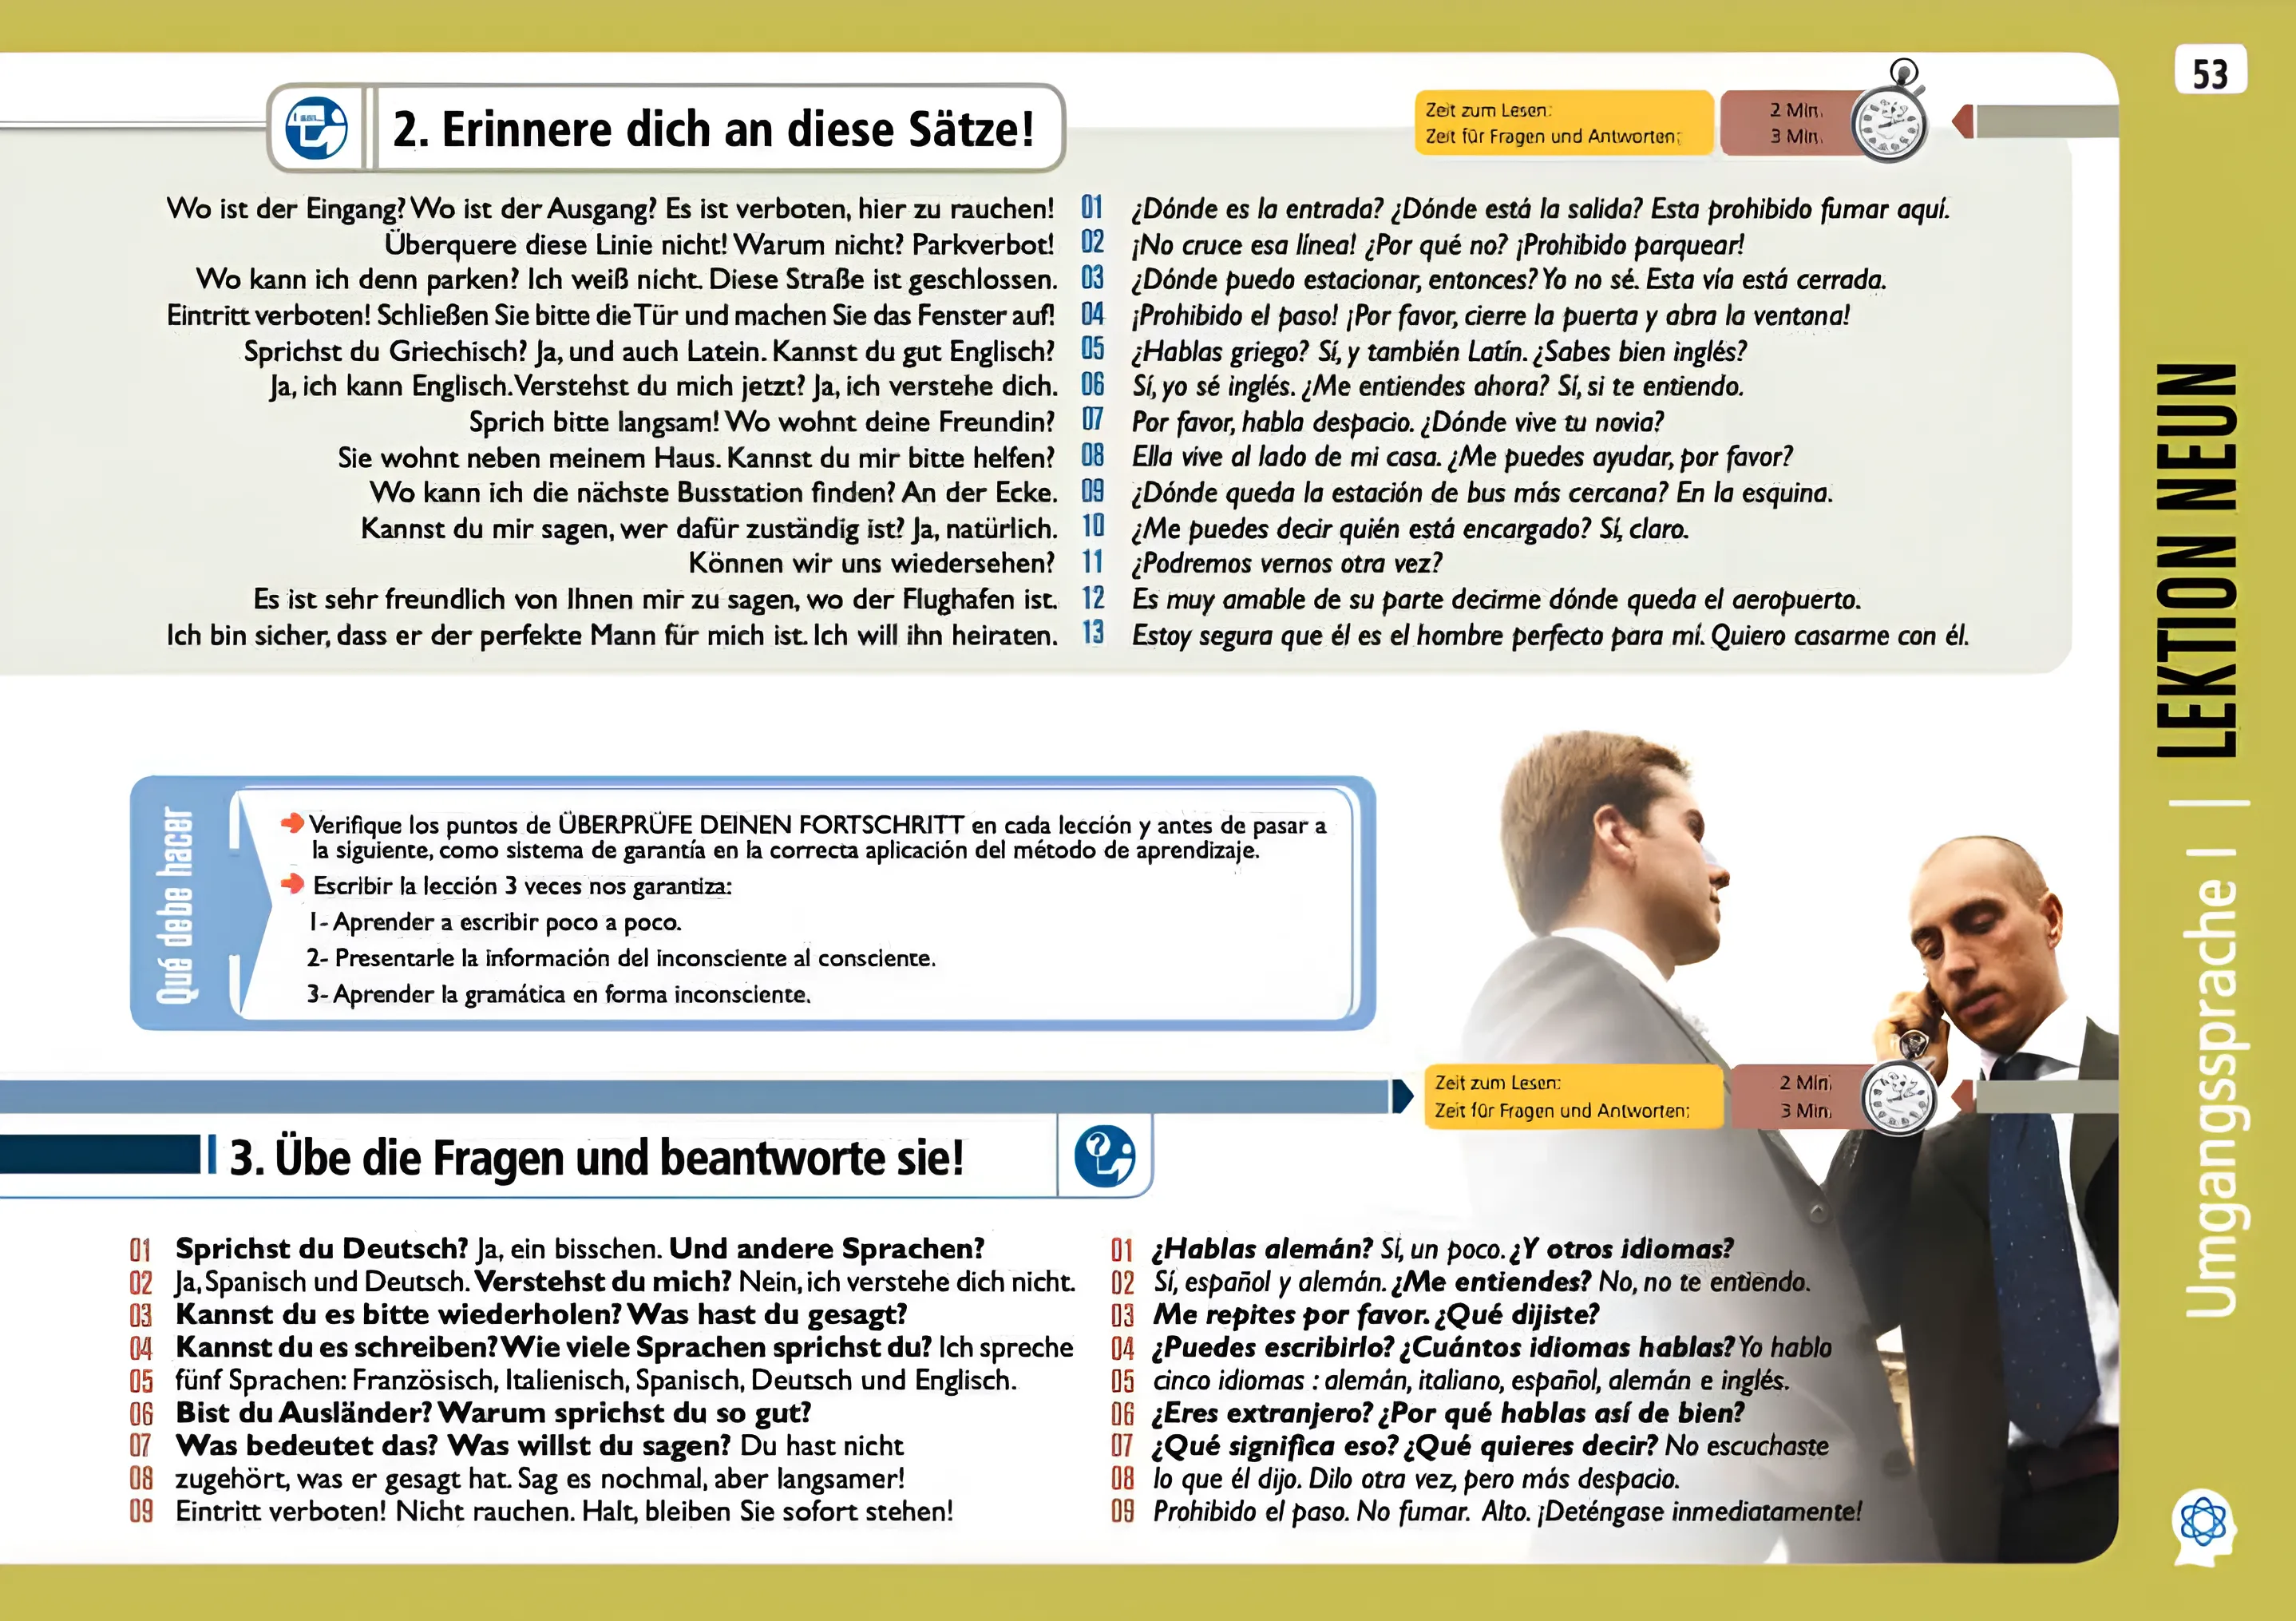 53
2. Erinnere dich an diese Sätze!
Zeit zum Lesen: 2 Min.
Zeit für Fragen und Antworten: 3 Min.
Wo ist der Eingang? Wo ist der Ausgang? Es ist verboten, hier zu rauchen! 01 ¿Dónde es la entrada? ¿Dónde está la salida? Esta prohibido fumar aquí.
Überquere diese Linie nicht! Warum nicht? Parkverbot! 02 ¡No cruce esa línea! ¿Por qué no? ¡Prohibido parquear!
Wo kann ich denn parken? Ich weiß nicht. Diese Straße ist geschlossen. 03 ¿Dónde puedo estacionar, entonces? Yo no sé. Esta vía está cerrada.
Eintritt verboten! Schließen Sie bitte die Tür und machen Sie das Fenster auf! 04 ¡Prohibido el paso! ¡Por favor, cierre la puerta y abra la ventana!
Sprichst du Griechisch? Ja, und auch Latein. Kannst du gut Englisch? 05 ¿Hablas griego? Sí, y también Latín. ¿Sabes bien inglés?
Ja, ich kann Englisch. Verstehst du mich jetzt? Ja, ich verstehe dich. 06 Sí, yo sé inglés. ¿Me entiendes ahora? Sí, si te entiendo.
Sprich bitte langsam! Wo wohnt deine Freundin? 07 Por favor, habla despacio. ¿Dónde vive tu novia?
Sie wohnt neben meinem Haus. Kannst du mir bitte helfen? 08 Ella vive al lado de mi casa. ¿Me puedes ayudar, por favor?
Wo kann ich die nächste Busstation finden? An der Ecke. 09 ¿Dónde queda la estación de bus más cercana? En la esquina.
Kannst du mir sagen, wer dafür zuständig ist? Ja, natürlich. 10 ¿Me puedes decir quién está encargado? Sí, claro.
Können wir uns wiedersehen? 11 ¿Podremos vernos otra vez?
Es ist sehr freundlich von Ihnen mir zu sagen, wo der Flughafen ist. 12 Es muy amable de su parte decirme dónde queda el aeropuerto.
Ich bin sicher, dass er der perfekte Mann für mich ist. Ich will ihn heiraten. 13 Estoy segura que él es el hombre perfecto para mí. Quiero casarme con él.
Qué debe hacer
Verifique los puntos de ÜBERPRÜFE DEINEN FORTSCHRITT en cada lección y antes de pasar a
la siguiente, como sistema de garantía en la correcta aplicación del método de aprendizaje.
Escribir la lección 3 veces nos garantiza:
1- Aprender a escribir poco a poco.
2- Presentarle la información del inconsciente al consciente.
3- Aprender la gramática en forma inconsciente.
Zeit zum Lesen: 2 Min.
Zeit für Fragen und Antworten: 3 Min.
3. Übe die Fragen und beantworte sie!
01 Sprichst du Deutsch? Ja, ein bisschen. Und andere Sprachen? 01 ¿Hablas alemán? Sí, un poco. ¿Y otros idiomas?
02 Ja, Spanisch und Deutsch. Verstehst du mich? Nein, ich verstehe dich nicht. 02 Sí, español y alemán. ¿Me entiendes? No, no te entiendo.
03 Kannst du es bitte wiederholen? Was hast du gesagt? 03 Me repites por favor. ¿Qué dijiste?
04 Kannst du es schreiben? Wie viele Sprachen sprichst du? Ich spreche 04 ¿Puedes escribirlo? ¿Cuántos idiomas hablas? Yo hablo
05 fünf Sprachen: Französisch, Italienisch, Spanisch, Deutsch und Englisch. 05 cinco idiomas : alemán, italiano, español, alemán e inglés.
06 Bist du Ausländer? Warum sprichst du so gut? 06 ¿Eres extranjero? ¿Por qué hablas así de bien?
07 Was bedeutet das? Was willst du sagen? Du hast nicht 07 ¿Qué significa eso? ¿Qué quieres decir? No escuchaste
08 zugehört, was er gesagt hat. Sag es nochmal, aber langsamer! 08 lo que él dijo. Dilo otra vez, pero más despacio.
09 Eintritt verboten! Nicht rauchen. Halt, bleiben Sie sofort stehen! 09 Prohibido el paso. No fumar. Alto. ¡Deténgase inmediatamente!
Umgangssprache I | LEKTION NEUN